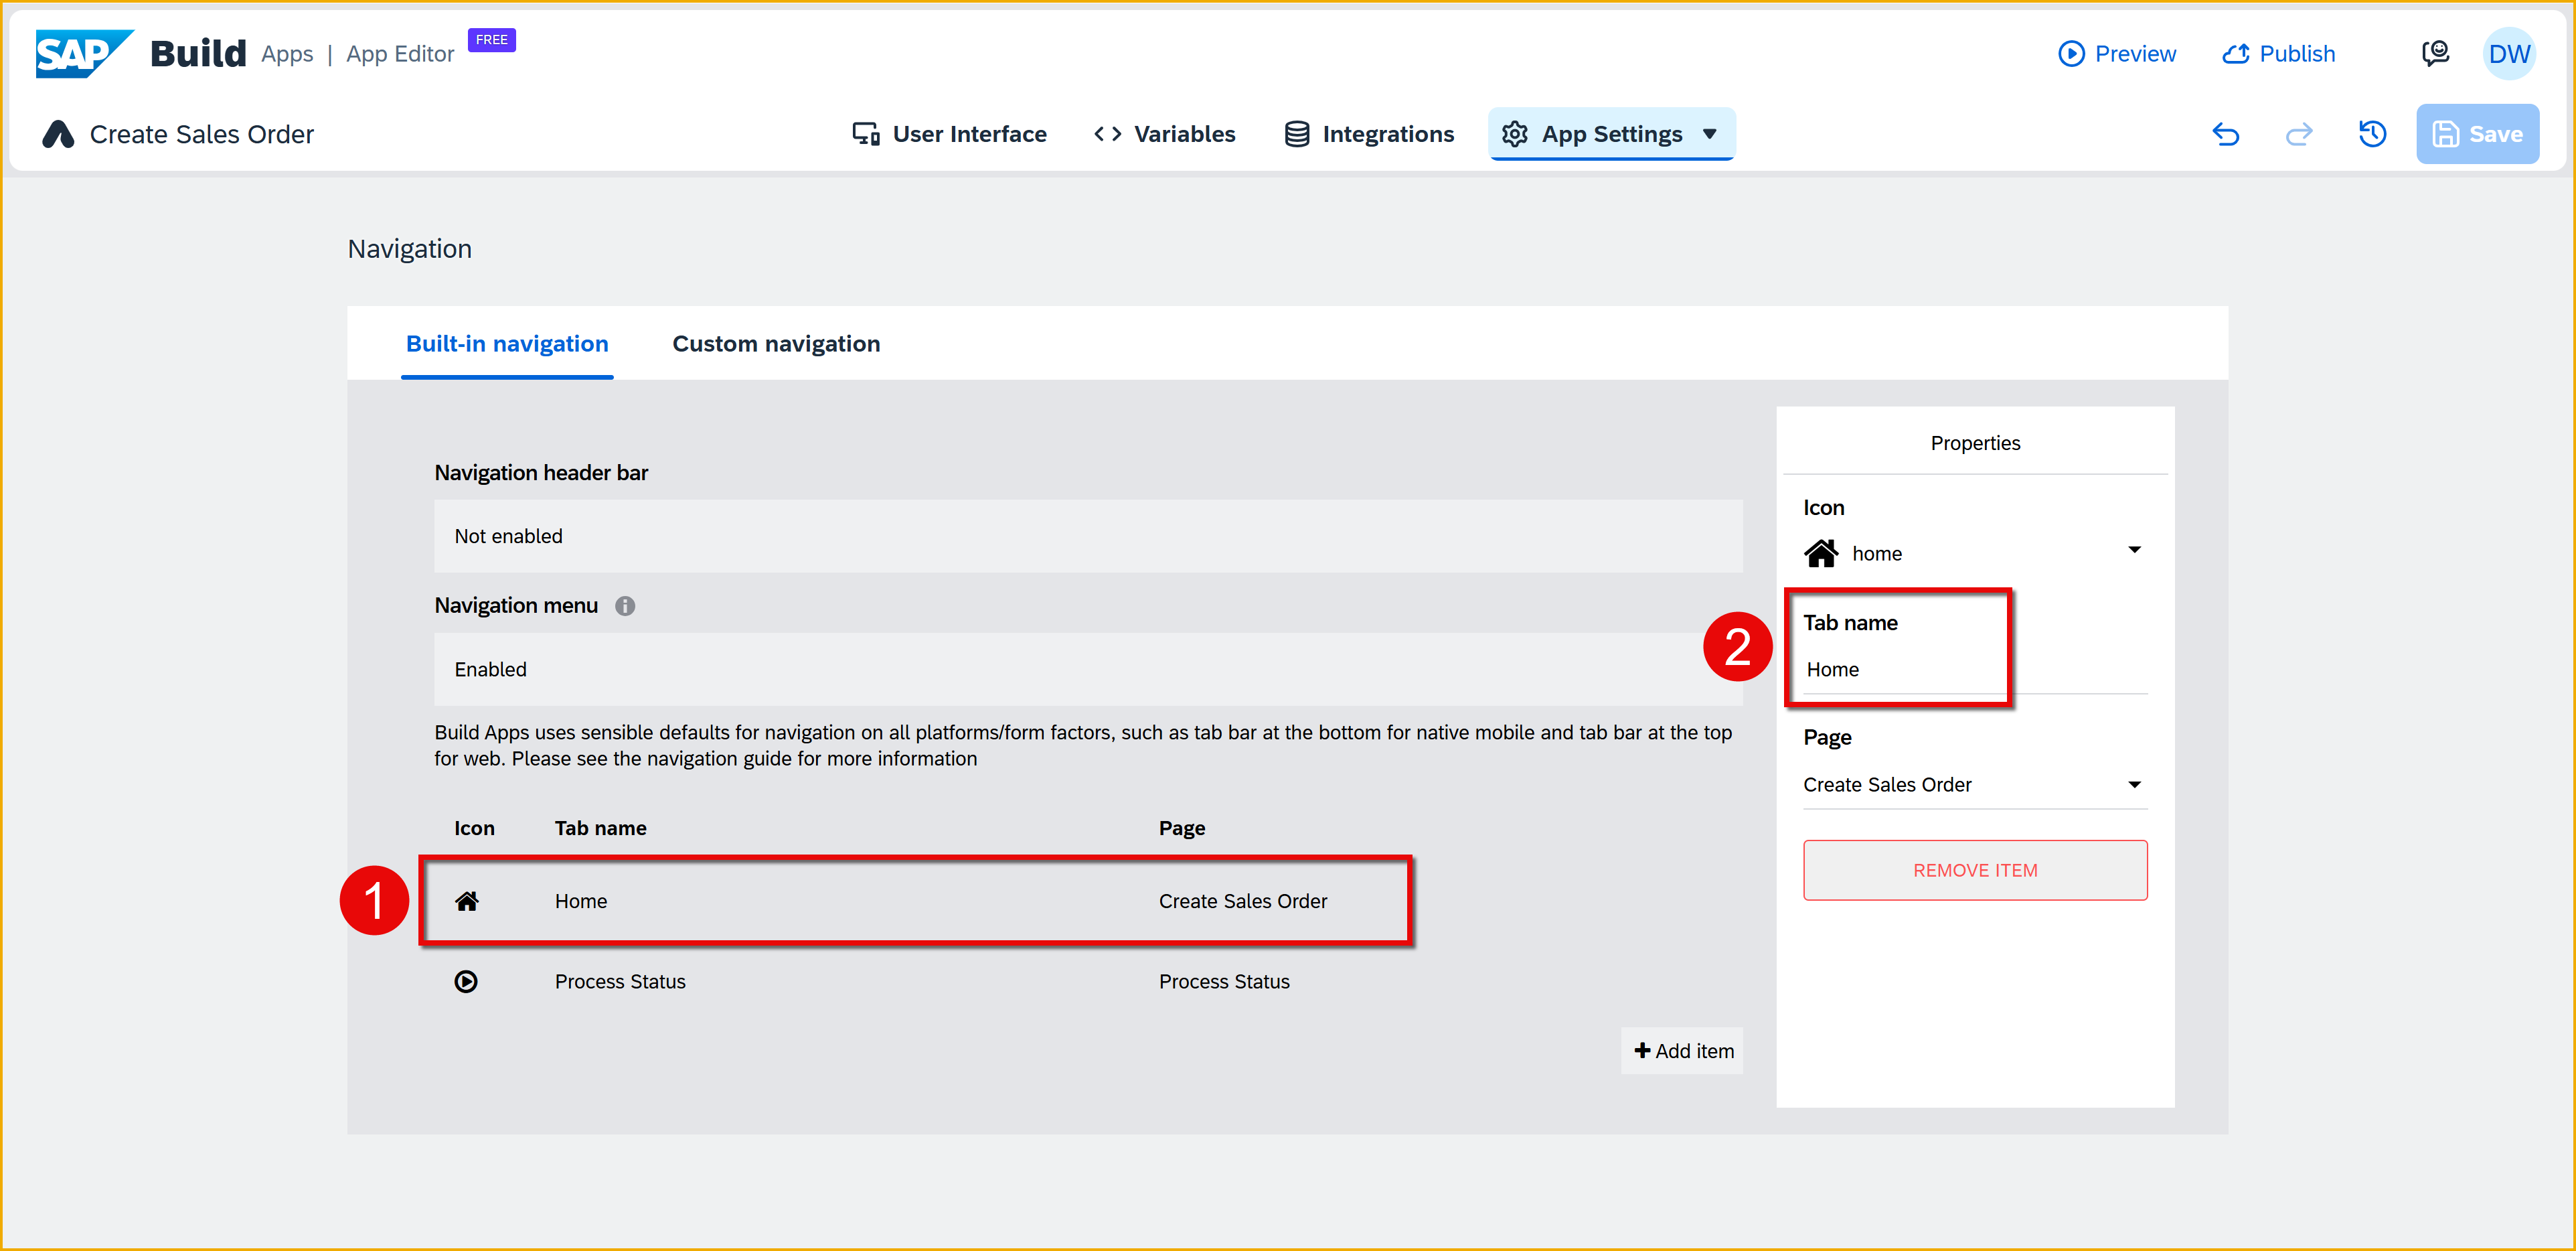 SAP Build Apps | App Editor FREE
Preview
Publish
DW
Create Sales Order
User Interface
Variables
Integrations
App Settings
Save
Navigation
Built-in navigation
Custom navigation
Navigation header bar
Not enabled
Navigation menu
Enabled
Build Apps uses sensible defaults for navigation on all platforms/form factors, such as tab bar at the bottom for native mobile and tab bar at the top
for web. Please see the navigation guide for more information
Icon Tab name Page
1
Home Create Sales Order
Process Status Process Status
Add item
Properties
Icon
home
2
Tab name
Home
Page
Create Sales Order
REMOVE ITEM